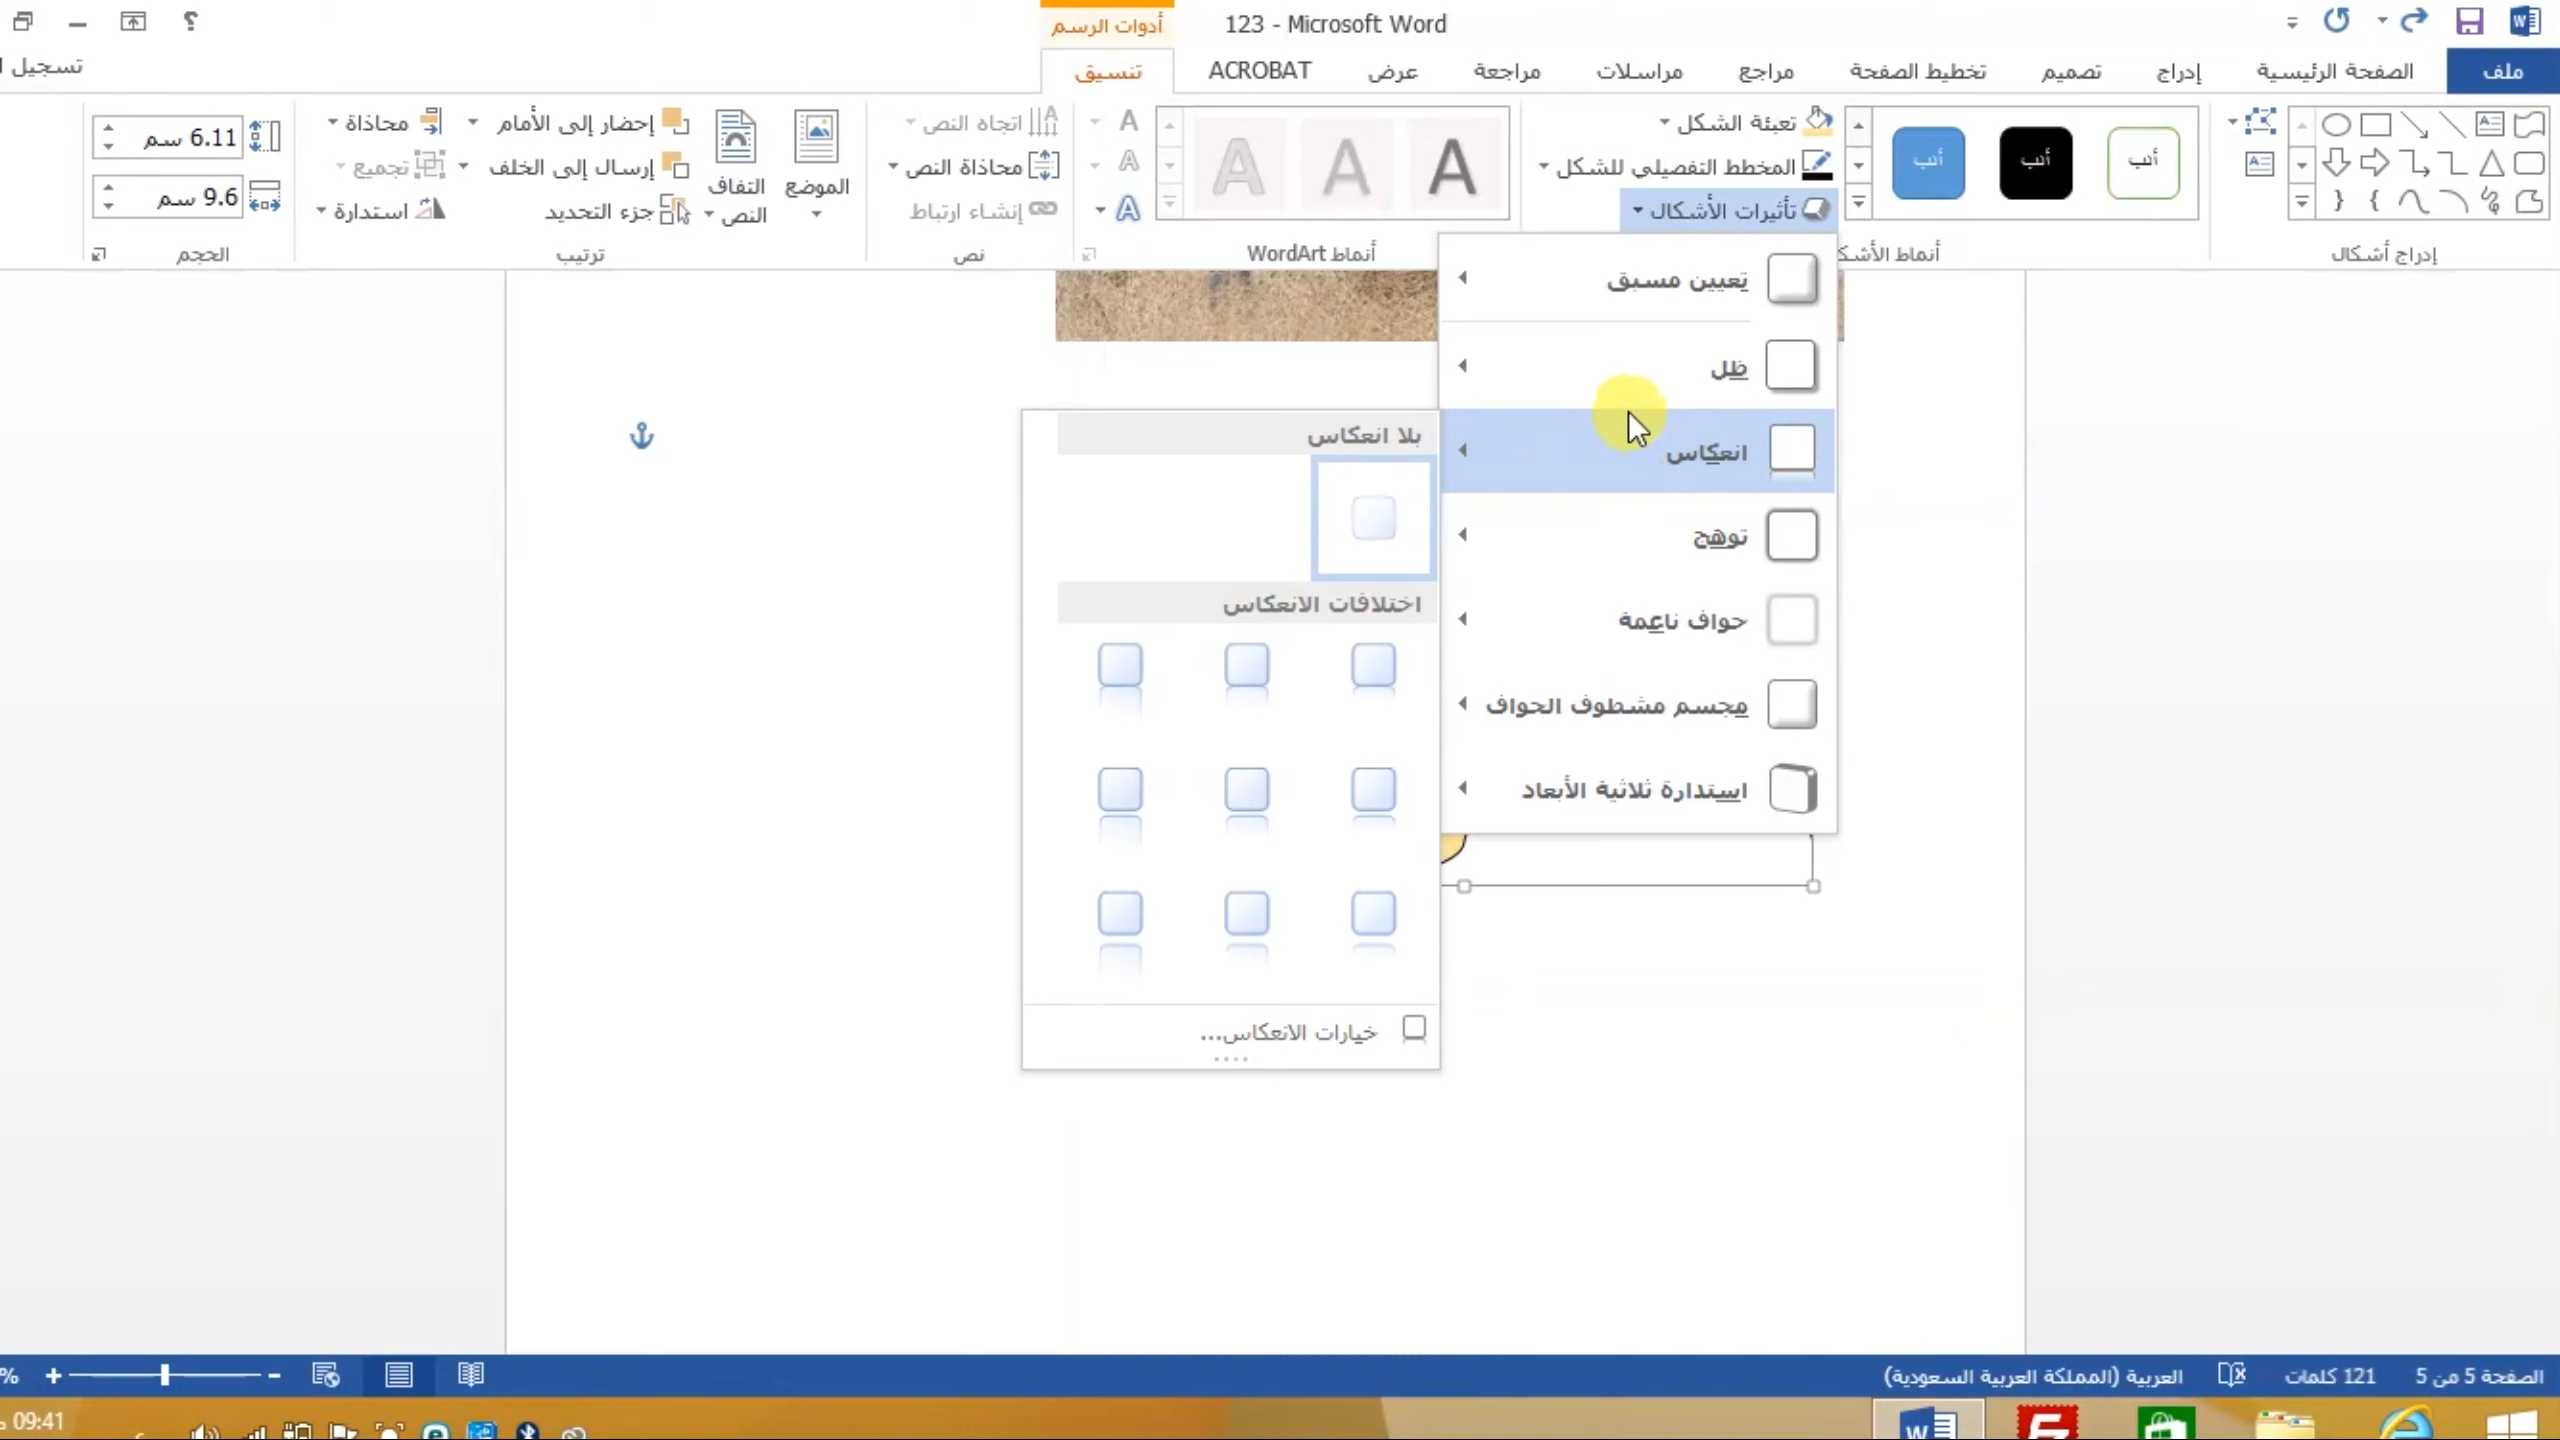 123 - Microsoft Word
أدوات الرسم
ملف
الصفحة الرئيسية
إدراج
تصميم
تخطيط الصفحة
مراجع
مراسلات
مراجعة
عرض
ACROBAT
تنسيق
تسجيل ا
إدراج أشكال
أنب
أنب
أنب
أنماط الأشك
تعبئة الشكل
المخطط التفصيلي للشكل
تأثيرات الأشكال
A A A
أنماط WordArt
اتجاه النص
محاذاة النص
إنشاء ارتباط
نص
الموضع
التفاف
النص
إحضار إلى الأمام
إرسال إلى الخلف
جزء التحديد
محاذاة
تجميع
استدارة
ترتيب
6.11 سم
9.6 سم
الحجم
تعيين مسبق
ظل
انعكاس
توهج
حواف ناعمة
مجسم مشطوف الحواف
استدارة ثلاثية الأبعاد
بلا انعكاس
اختلافات الانعكاس
خيارات الانعكاس...
الصفحة 5 من 5
121 كلمات
العربية (المملكة العربية السعودية)
%
09:41